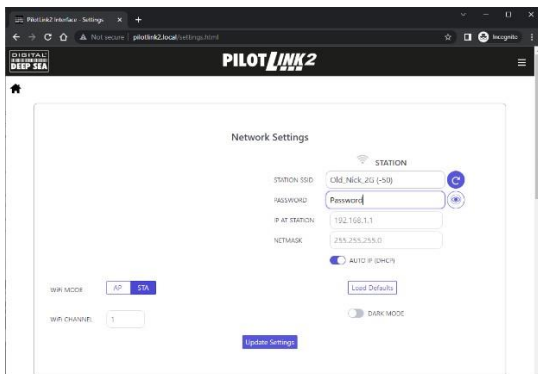 PilotLink2 Interface - Settings
Not secure | pilotlink2.local/settings.html
Incognito
DIGITAL DEEP SEA
PILOTLINK2
Network Settings
STATION
STATION SSID Old_Nick_2G (-50)
PASSWORD Password
IP AT STATION 192.168.1.1
NETMASK 255.255.255.0
AUTO IP (DHCP)
WIFI MODE AP STA Load Defaults
WIFI CHANNEL 1 DARK MODE
Update Settings